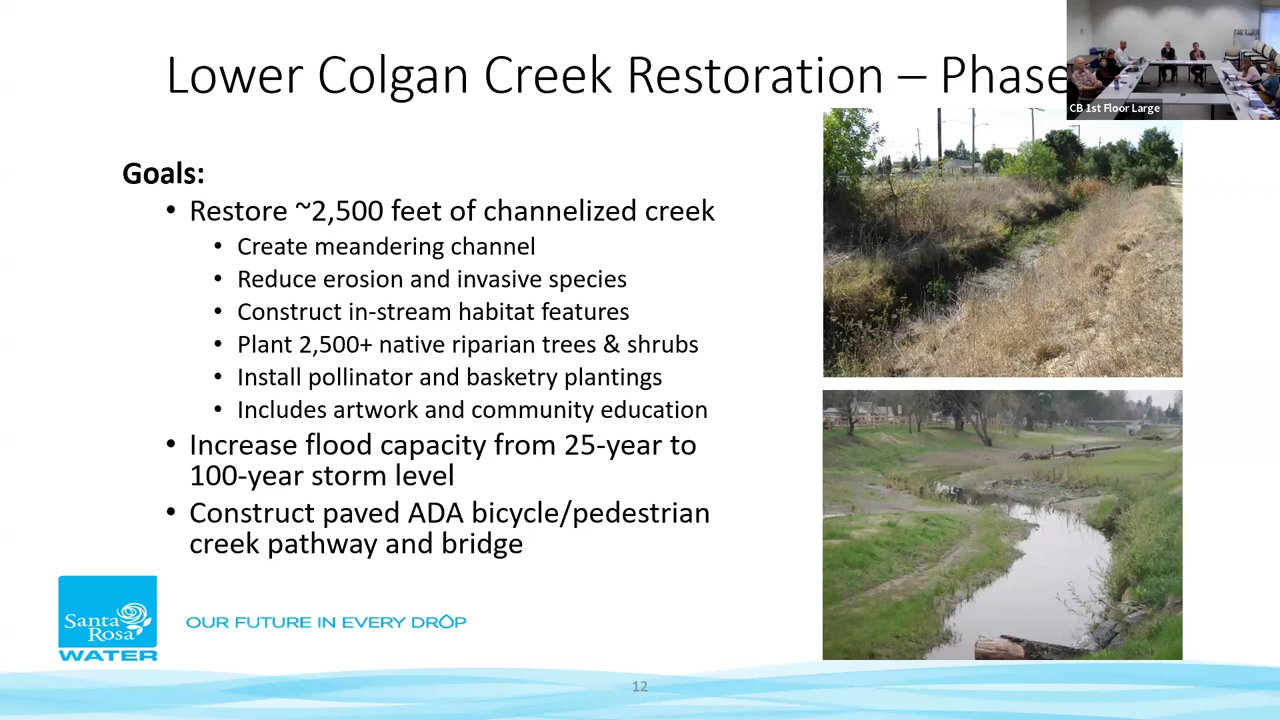 Lower Colgan Creek Restoration – Phase
CB 1st Floor Large
Goals:
• Restore ~2,500 feet of channelized creek
• Create meandering channel
• Reduce erosion and invasive species
• Construct in-stream habitat features
• Plant 2,500+ native riparian trees & shrubs
• Install pollinator and basketry plantings
• Includes artwork and community education
• Increase flood capacity from 25-year to
100-year storm level
• Construct paved ADA bicycle/pedestrian
creek pathway and bridge
Santa
Rosa
WATER
OUR FUTURE IN EVERY DROP
12